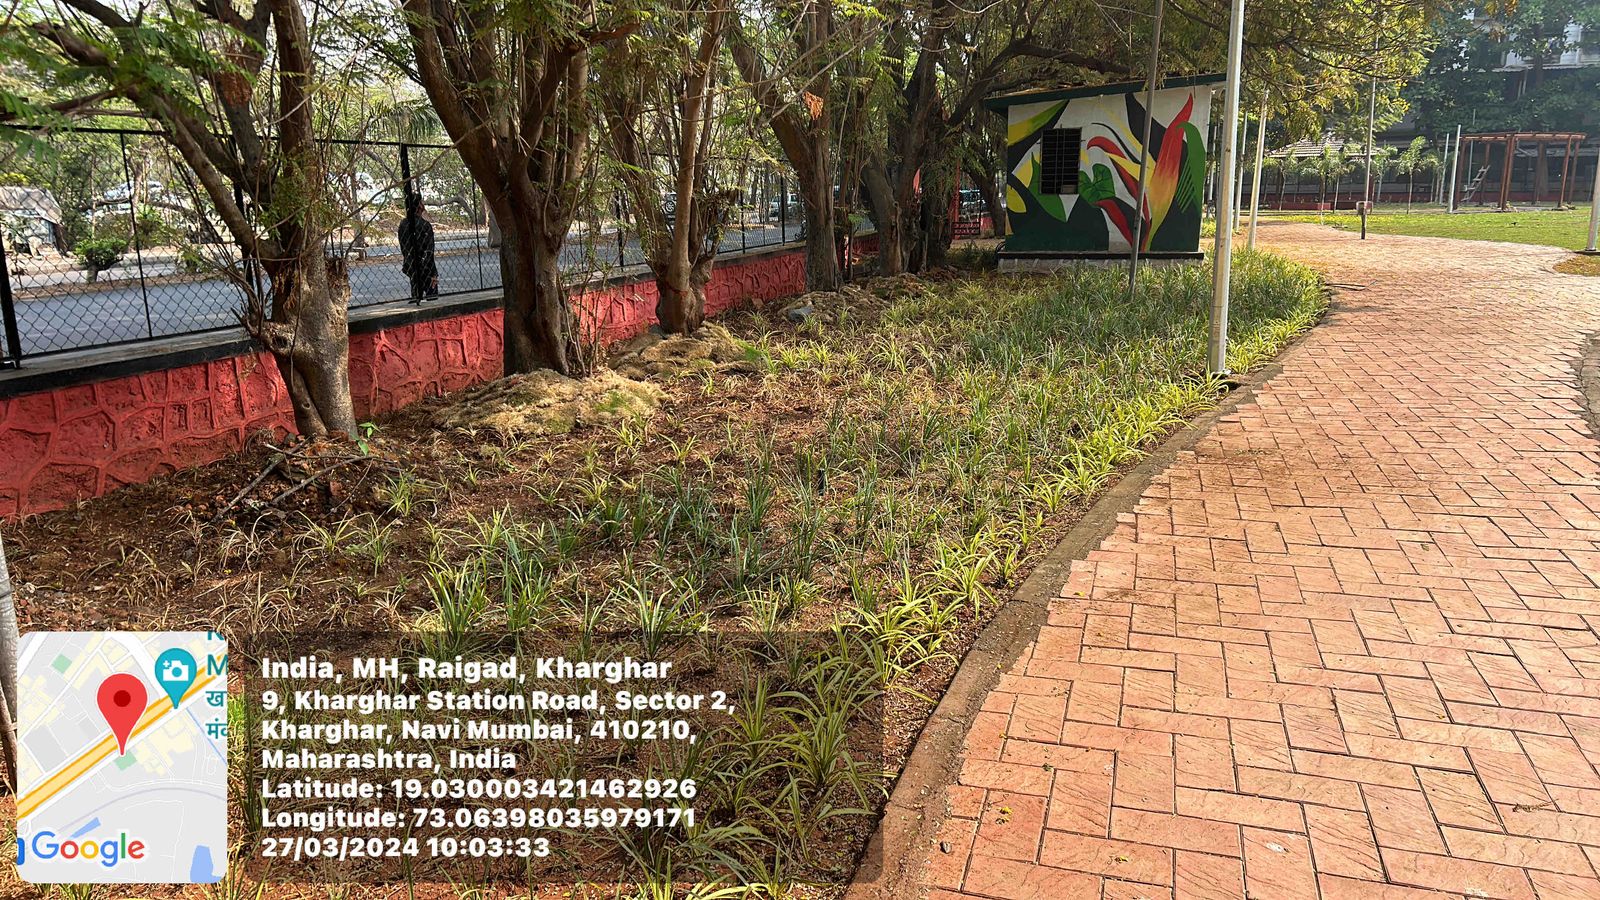 India, MH, Raigad, Kharghar
9, Kharghar Station Road, Sector 2,
Kharghar, Navi Mumbai, 410210,
Maharashtra, India
Latitude: 19.030003421462926
Longitude: 73.06398035979171
27/03/2024 10:03:33
Google